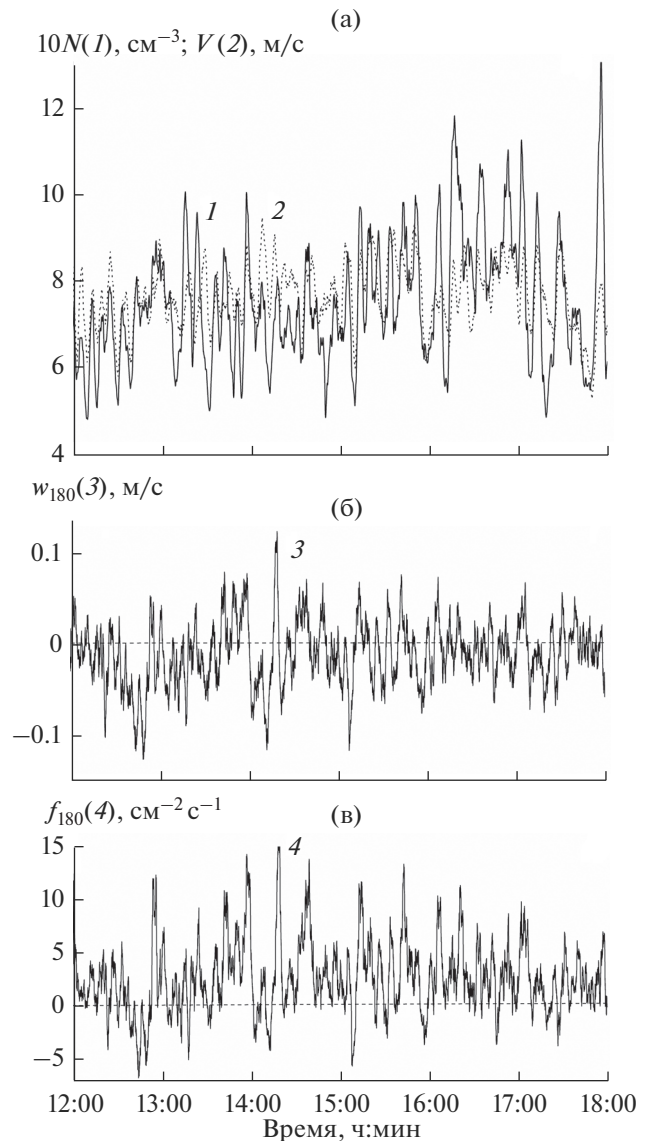 (а)
10N(1), см⁻³; V(2), м/с
12
10
1
2
8
6
4
w₁₈₀(3), м/с
(б)
0.1
3
0
−0.1
f₁₈₀(4), см⁻² с⁻¹
(в)
15
4
10
5
0
−5
12:00 13:00 14:00 15:00 16:00 17:00 18:00
Время, ч:мин